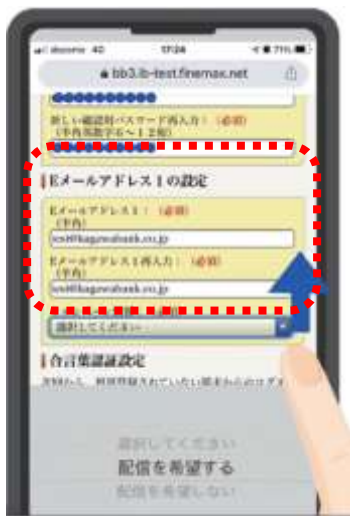 docomo 4G 17:24 71%
bb3.ib-test.finemax.net
新しい確認用パスワード再入力：（必須）
（半角英数字6～12桁）
Eメールアドレス1の設定
Eメールアドレス1：（必須）
（半角）
Eメールアドレス1再入力：（必須）
（半角）
選択してください
合言葉認証設定
選択してください
配信を希望する
配信を希望しない